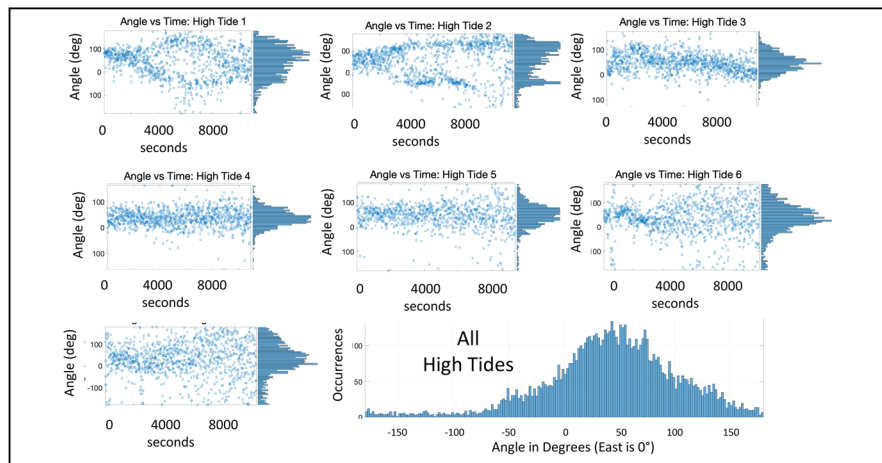 Angle vs Time: High Tide 1
Angle (deg)
100
0
100
0 4000 8000
seconds
Angle vs Time: High Tide 2
Angle (deg)
00
0
100
0 4000 8000
seconds
Angle vs Time: High Tide 3
Angle (deg)
100
0
100
0 4000 8000
seconds
Angle vs Time: High Tide 4
Angle (deg)
100
0
100
0 4000 8000
seconds
Angle vs Time: High Tide 5
Angle (deg)
100
0
100
0 4000 8000
seconds
Angle vs Time: High Tide 6
Angle (deg)
100
0
100
0 4000 8000
seconds
Angle (deg)
100
0
-100
0 4000 8000
seconds
All
High Tides
Occurrences
100
50
0
-150 -100 -50 0 50 100 150
Angle in Degrees (East is 0°)